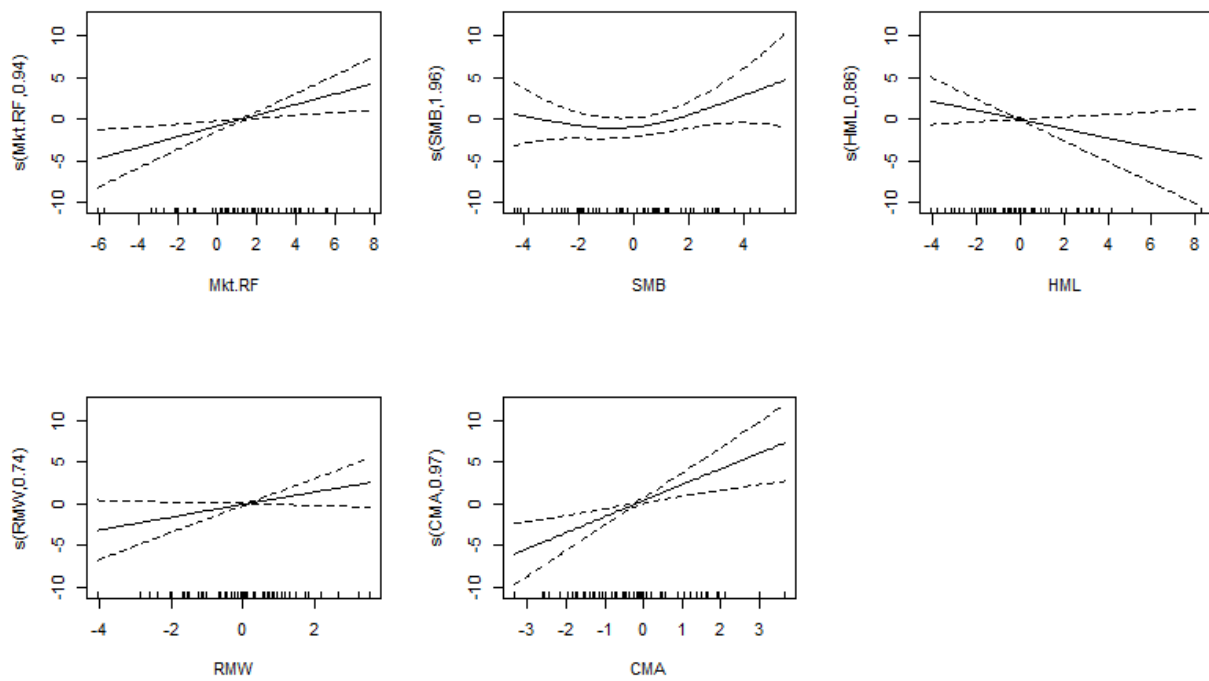 s(Mkt.RF,0.94)
10
5
0
-5
-10
-6 -4 -2 0 2 4 6 8
Mkt.RF
s(SMB,1.96)
10
5
0
-5
-10
-4 -2 0 2 4
SMB
s(HML,0.86)
10
5
0
-5
-10
-4 -2 0 2 4 6 8
HML
s(RMW,0.74)
10
5
0
-5
-10
-4 -2 0 2
RMW
s(CMA,0.97)
10
5
0
-5
-10
-3 -2 -1 0 1 2 3
CMA